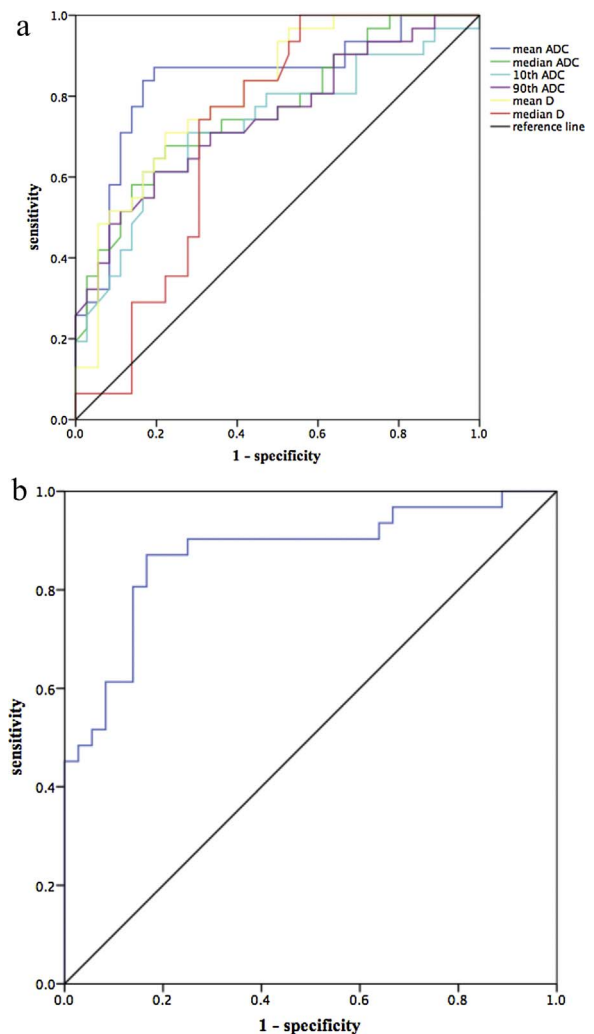 a
1.0
0.8
0.6
0.4
0.2
0.0
sensitivity
0.0 0.2 0.4 0.6 0.8 1.0
1 - specificity
mean ADC
median ADC
10th ADC
90th ADC
mean D
median D
reference line
b
1.0
0.8
0.6
0.4
0.2
0.0
sensitivity
0.0 0.2 0.4 0.6 0.8 1.0
1 - specificity